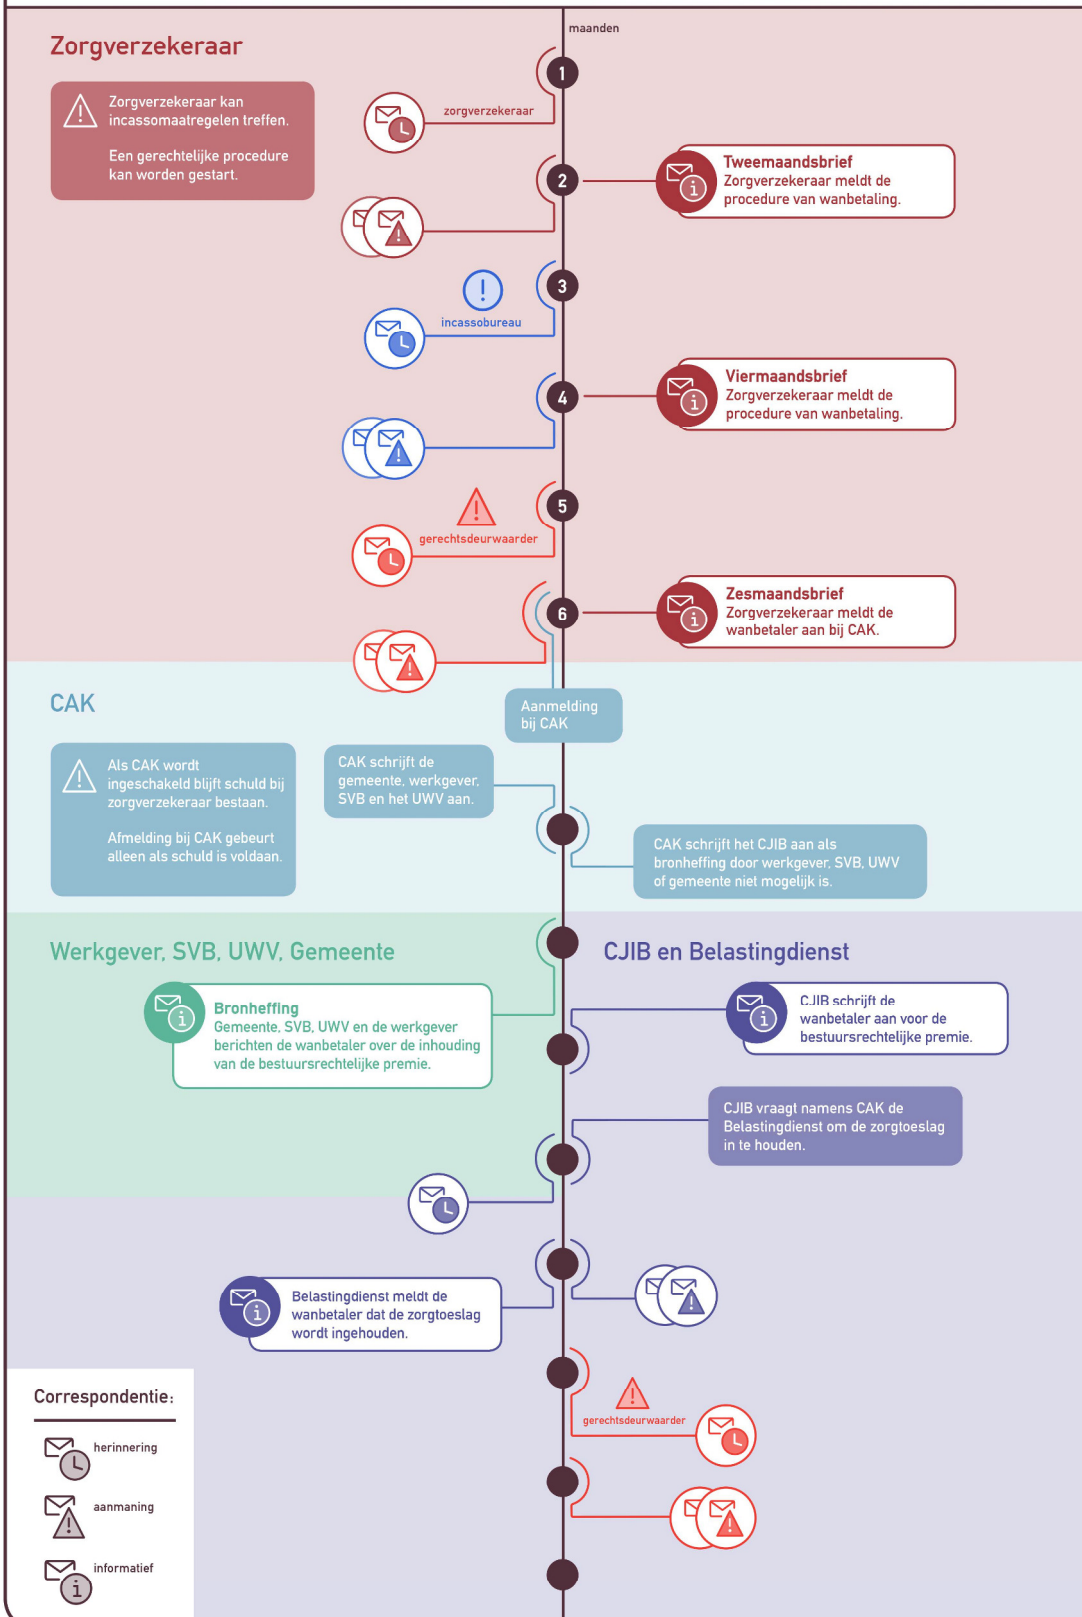 maanden
Zorgverzekeraar
1
Zorgverzekeraar kan
incassomaatregelen treffen.
Een gerechtelijke procedure
kan worden gestart.
zorgverzekeraar
2
Tweemaandsbrief
Zorgverzekeraar meldt de
procedure van wanbetaling.
3
incassobureau
4
Viermaandsbrief
Zorgverzekeraar meldt de
procedure van wanbetaling.
5
gerechtsdeurwaarder
6
Zesmaandsbrief
Zorgverzekeraar meldt de
wanbetaler aan bij CAK.
CAK
Aanmelding
bij CAK
Als CAK wordt
ingeschakeld blijft schuld bij
zorgverzekeraar bestaan.
Afmelding bij CAK gebeurt
alleen als schuld is voldaan.
CAK schrijft de
gemeente, werkgever,
SVB en het UWV aan.
CAK schrijft het CJIB aan als
bronheffing door werkgever, SVB, UWV
of gemeente niet mogelijk is.
Werkgever, SVB, UWV, Gemeente
CJIB en Belastingdienst
Bronheffing
Gemeente, SVB, UWV en de werkgever
berichten de wanbetaler over de inhouding
van de bestuursrechtelijke premie.
CJIB schrijft de
wanbetaler aan voor de
bestuursrechtelijke premie.
CJIB vraagt namens CAK de
Belastingdienst om de zorgtoeslag
in te houden.
Belastingdienst meldt de
wanbetaler dat de zorgtoeslag
wordt ingehouden.
gerechtsdeurwaarder
Correspondentie:
herinnering
aanmaning
informatief